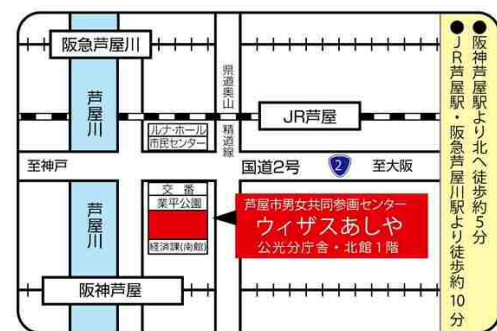 阪急芦屋川
芦屋川
県道奥山精道線
JR芦屋
ルナ・ホール
市民センター
至神戸
国道2号
2
至大阪
芦屋川
交番
業平公園
経済課(南館)
芦屋市男女共同参画センター
ウィザスあしや
公光分庁舎・北館1階
阪神芦屋
●阪神芦屋駅より北へ徒歩約5分
●JR芦屋駅・阪急芦屋川駅より徒歩約10分